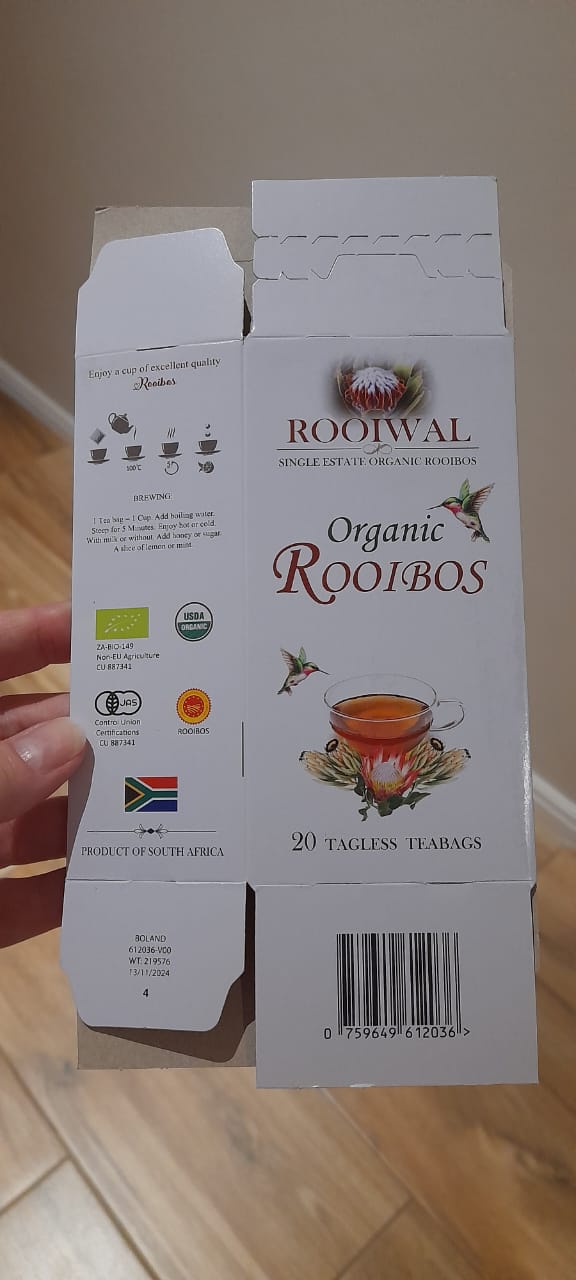 Enjoy a cup of excellent quality
Rooibos
100°C
5'
BREWING:
1 Tea bag = 1 Cup. Add boiling water.
Steep for 5 Minutes. Enjoy hot or cold.
With milk or without. Add honey or sugar.
A slice of lemon or mint.
ZA-BIO-149
Non-EU Agriculture
CU 887341
USDA
ORGANIC
JAS
Control Union
Certifications
CU 887341
ROOIBOS
PRODUCT OF SOUTH AFRICA
BOLAND
612036-V00
WT: 219576
13/11/2024
4
ROOIWAL
SINGLE ESTATE ORGANIC ROOIBOS
Organic
ROOIBOS
20 TAGLESS TEABAGS
0 759649 612036 >